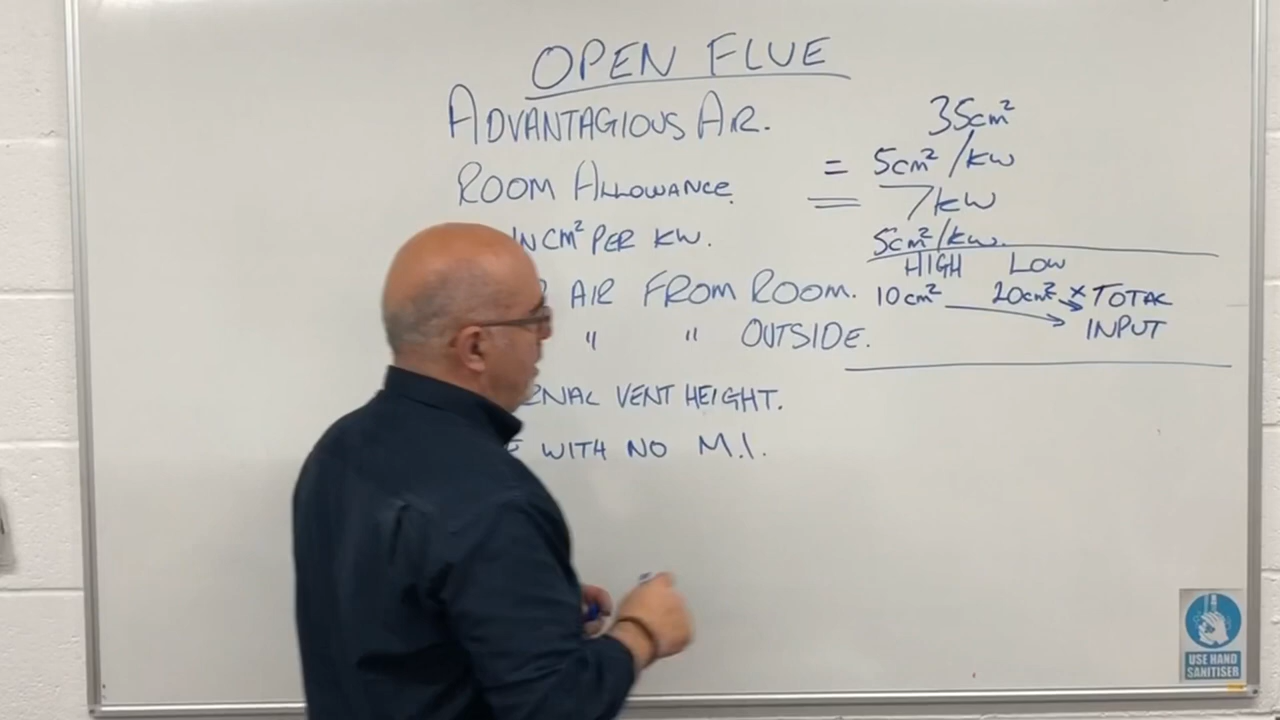 OPEN FLUE
ADVANTAGIOUS AIR. 35cm²
= 5cm²/kw
ROOM ALLOWANCE. = 7kw
IN CM² PER KW. 5cm²/kw.
HIGH LOW
AIR FROM ROOM. 10cm² 20cm² × TOTAL
" " OUTSIDE. INPUT
VENT HEIGHT.
WITH NO M.I.
USE HAND
SANITISER